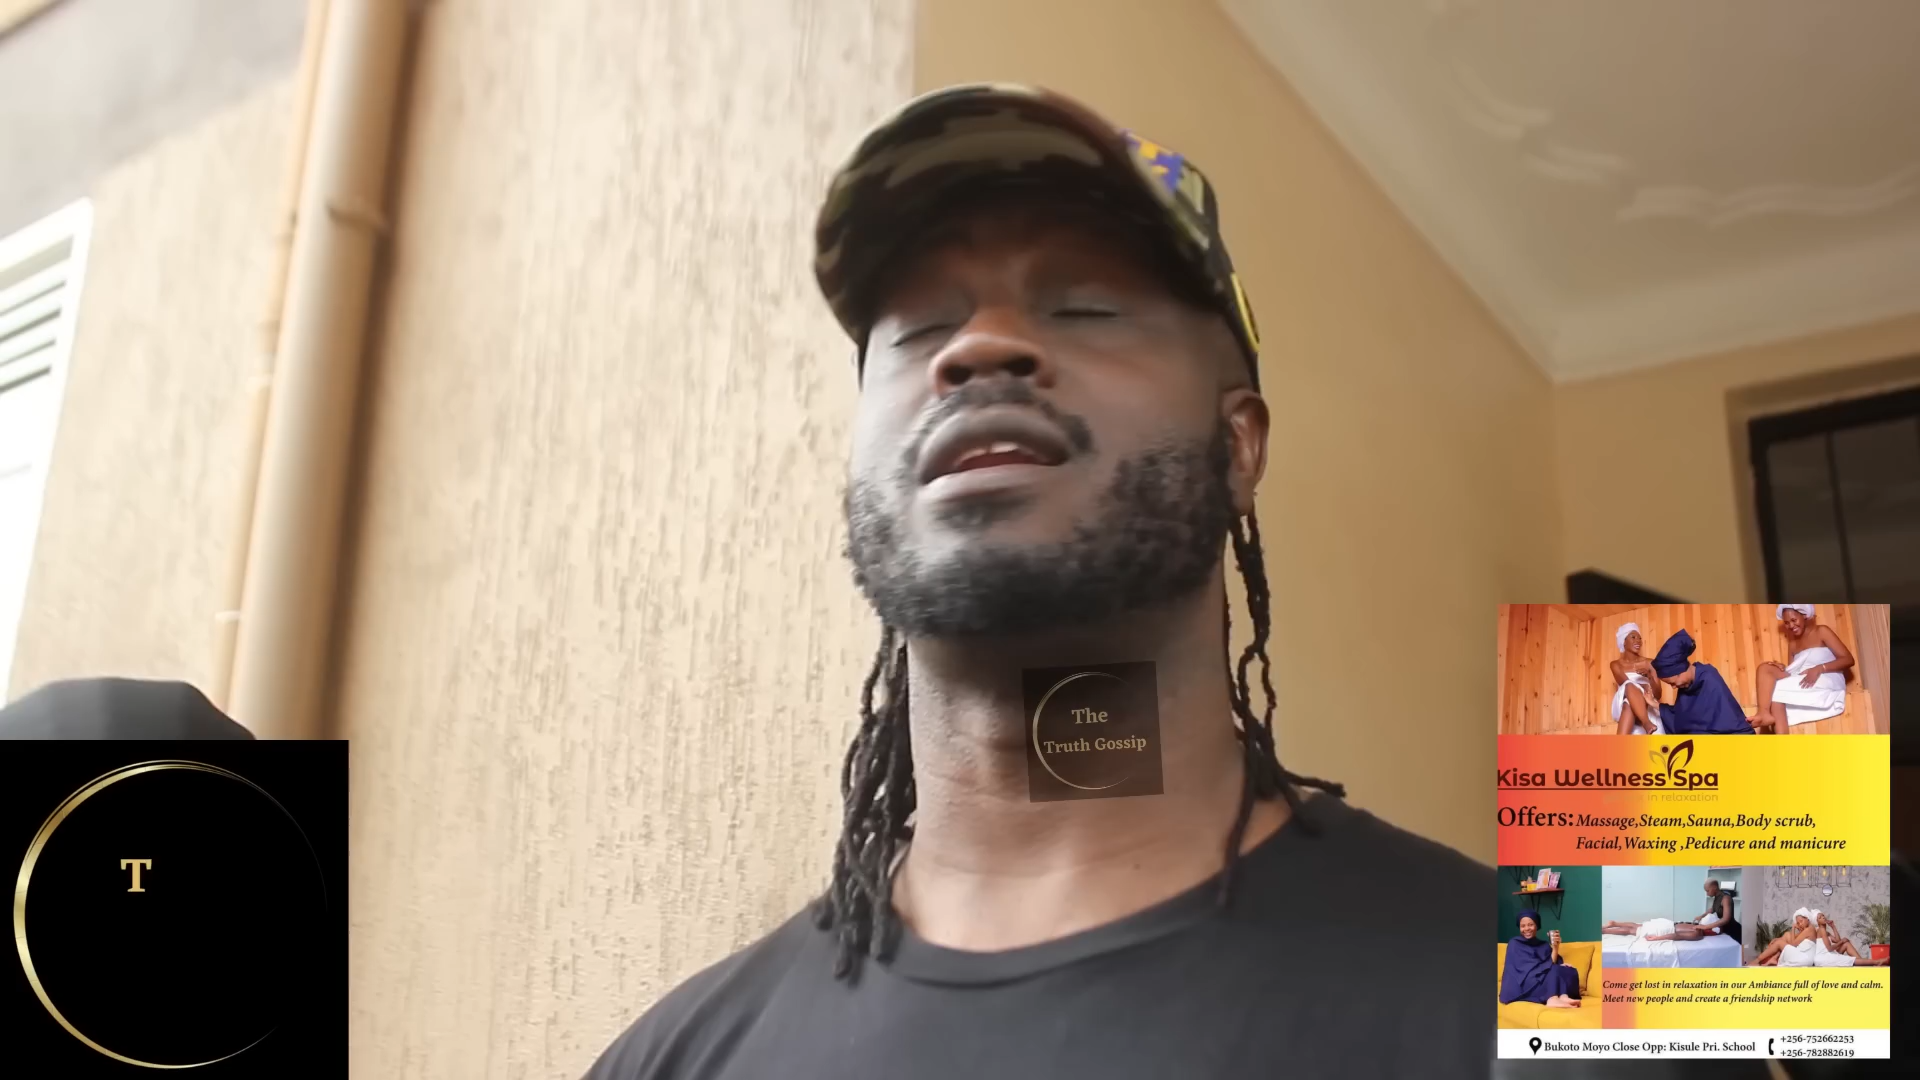 The
Truth Gossip
T
Kisa Wellness Spa
in relaxation
Offers: Massage,Steam,Sauna,Body scrub,
Facial,Waxing ,Pedicure and manicure
Come get lost in relaxation in our Ambiance full of love and calm.
Meet new people and create a friendship network
Bukoto Moyo Close Opp: Kisule Pri. School
+256-752662253
+256-782882619